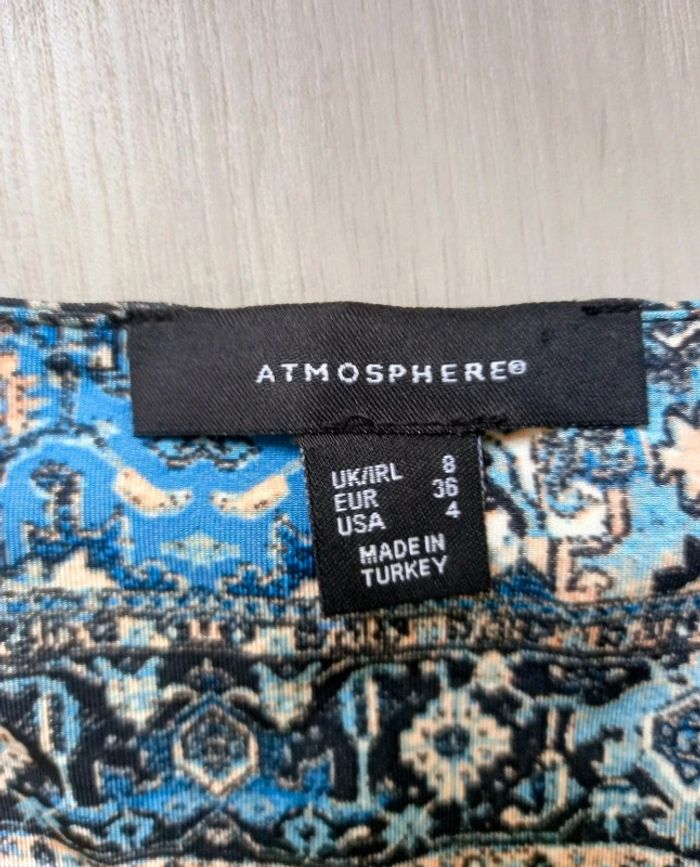 ATMOSPHERE®
UK/IRL 8
EUR 36
USA 4
MADE IN
TURKEY